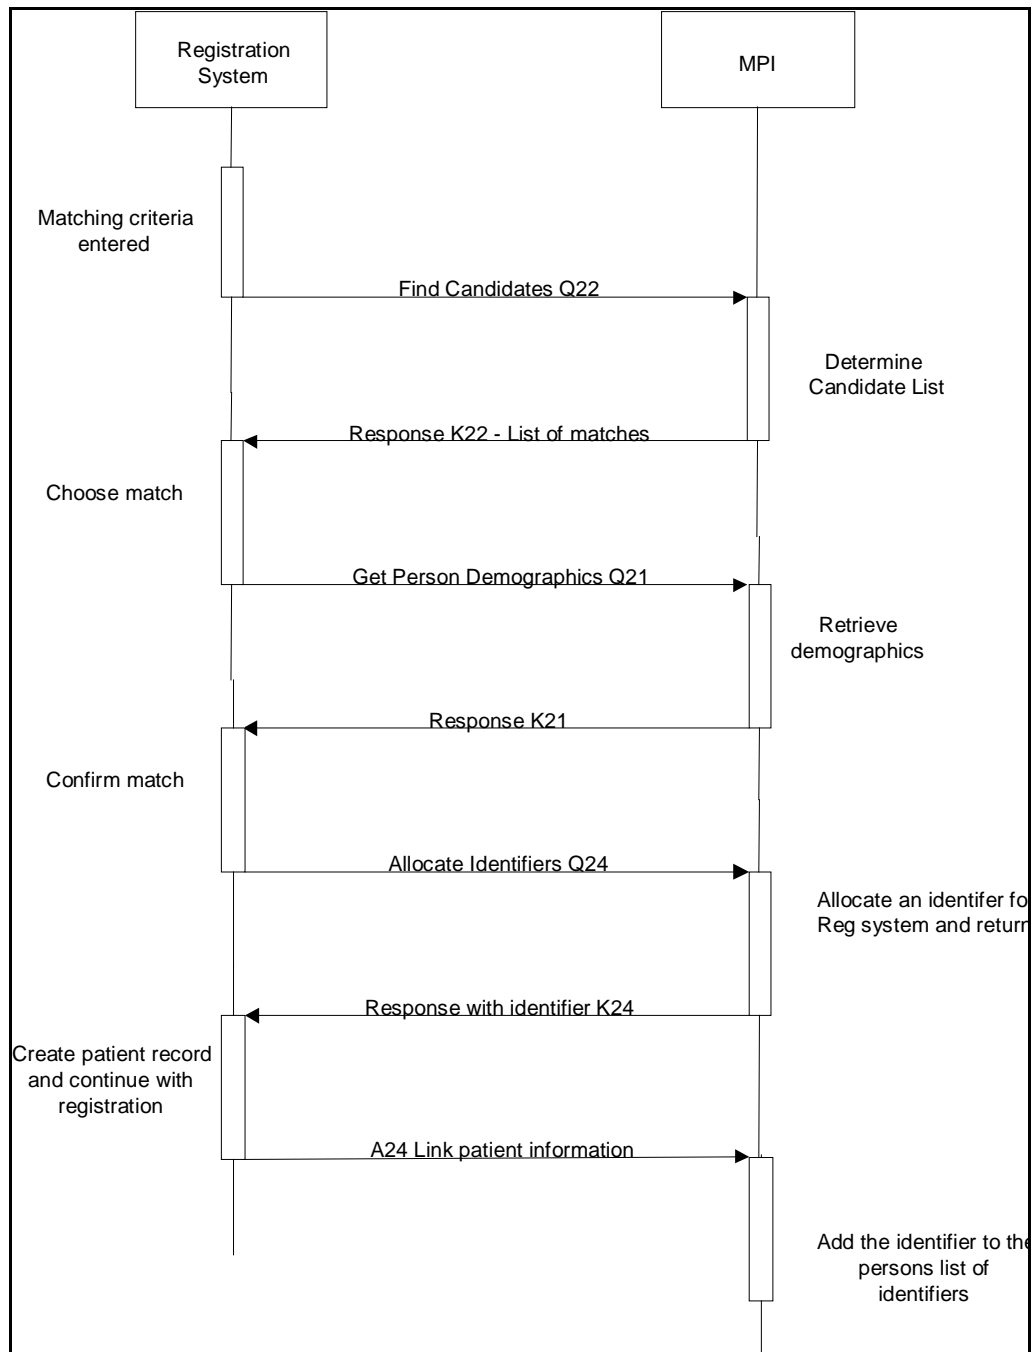 Registration
System
MPI
Matching criteria
entered
Find Candidates Q22
Determine
Candidate List
Response K22 - List of matches
Choose match
Get Person Demographics Q21
Retrieve
demographics
Response K21
Confirm match
Allocate Identifiers Q24
Allocate an identifer fo
Reg system and return
Response with identifier K24
Create patient record
and continue with
registration
A24 Link patient information
Add the identifier to the
persons list of
identifiers